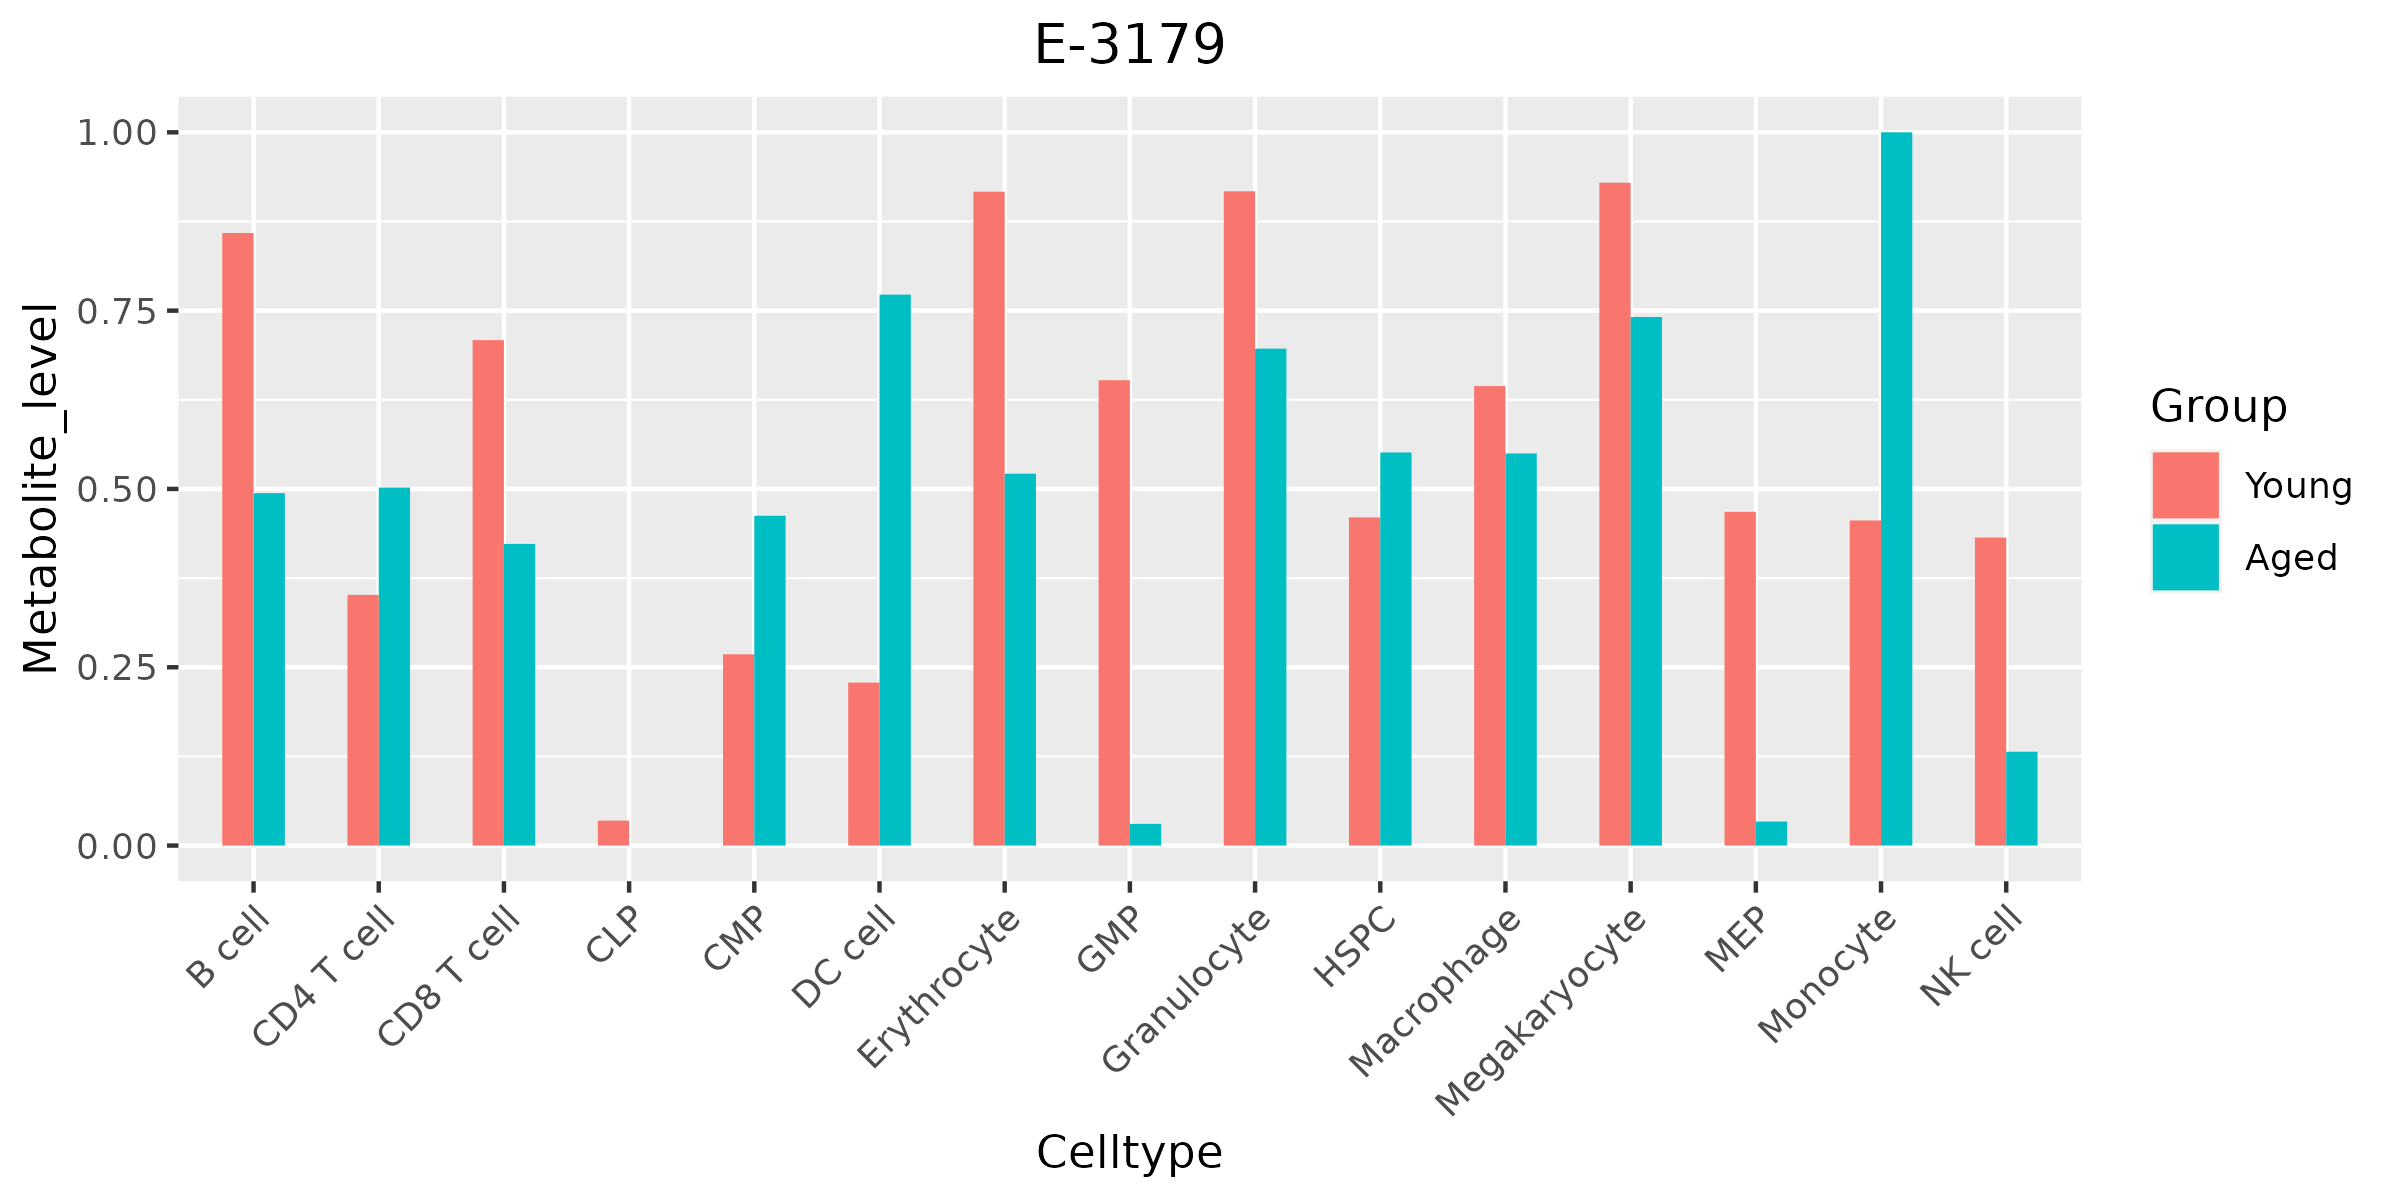 E-3179
Metabolite_level
1.00
0.75
0.50
0.25
0.00
B cell
CD4 T cell
CD8 T cell
CLP
CMP
DC cell
Erythrocyte
GMP
Granulocyte
HSPC
Macrophage
Megakaryocyte
MEP
Monocyte
NK cell
Celltype
Group
Young
Aged